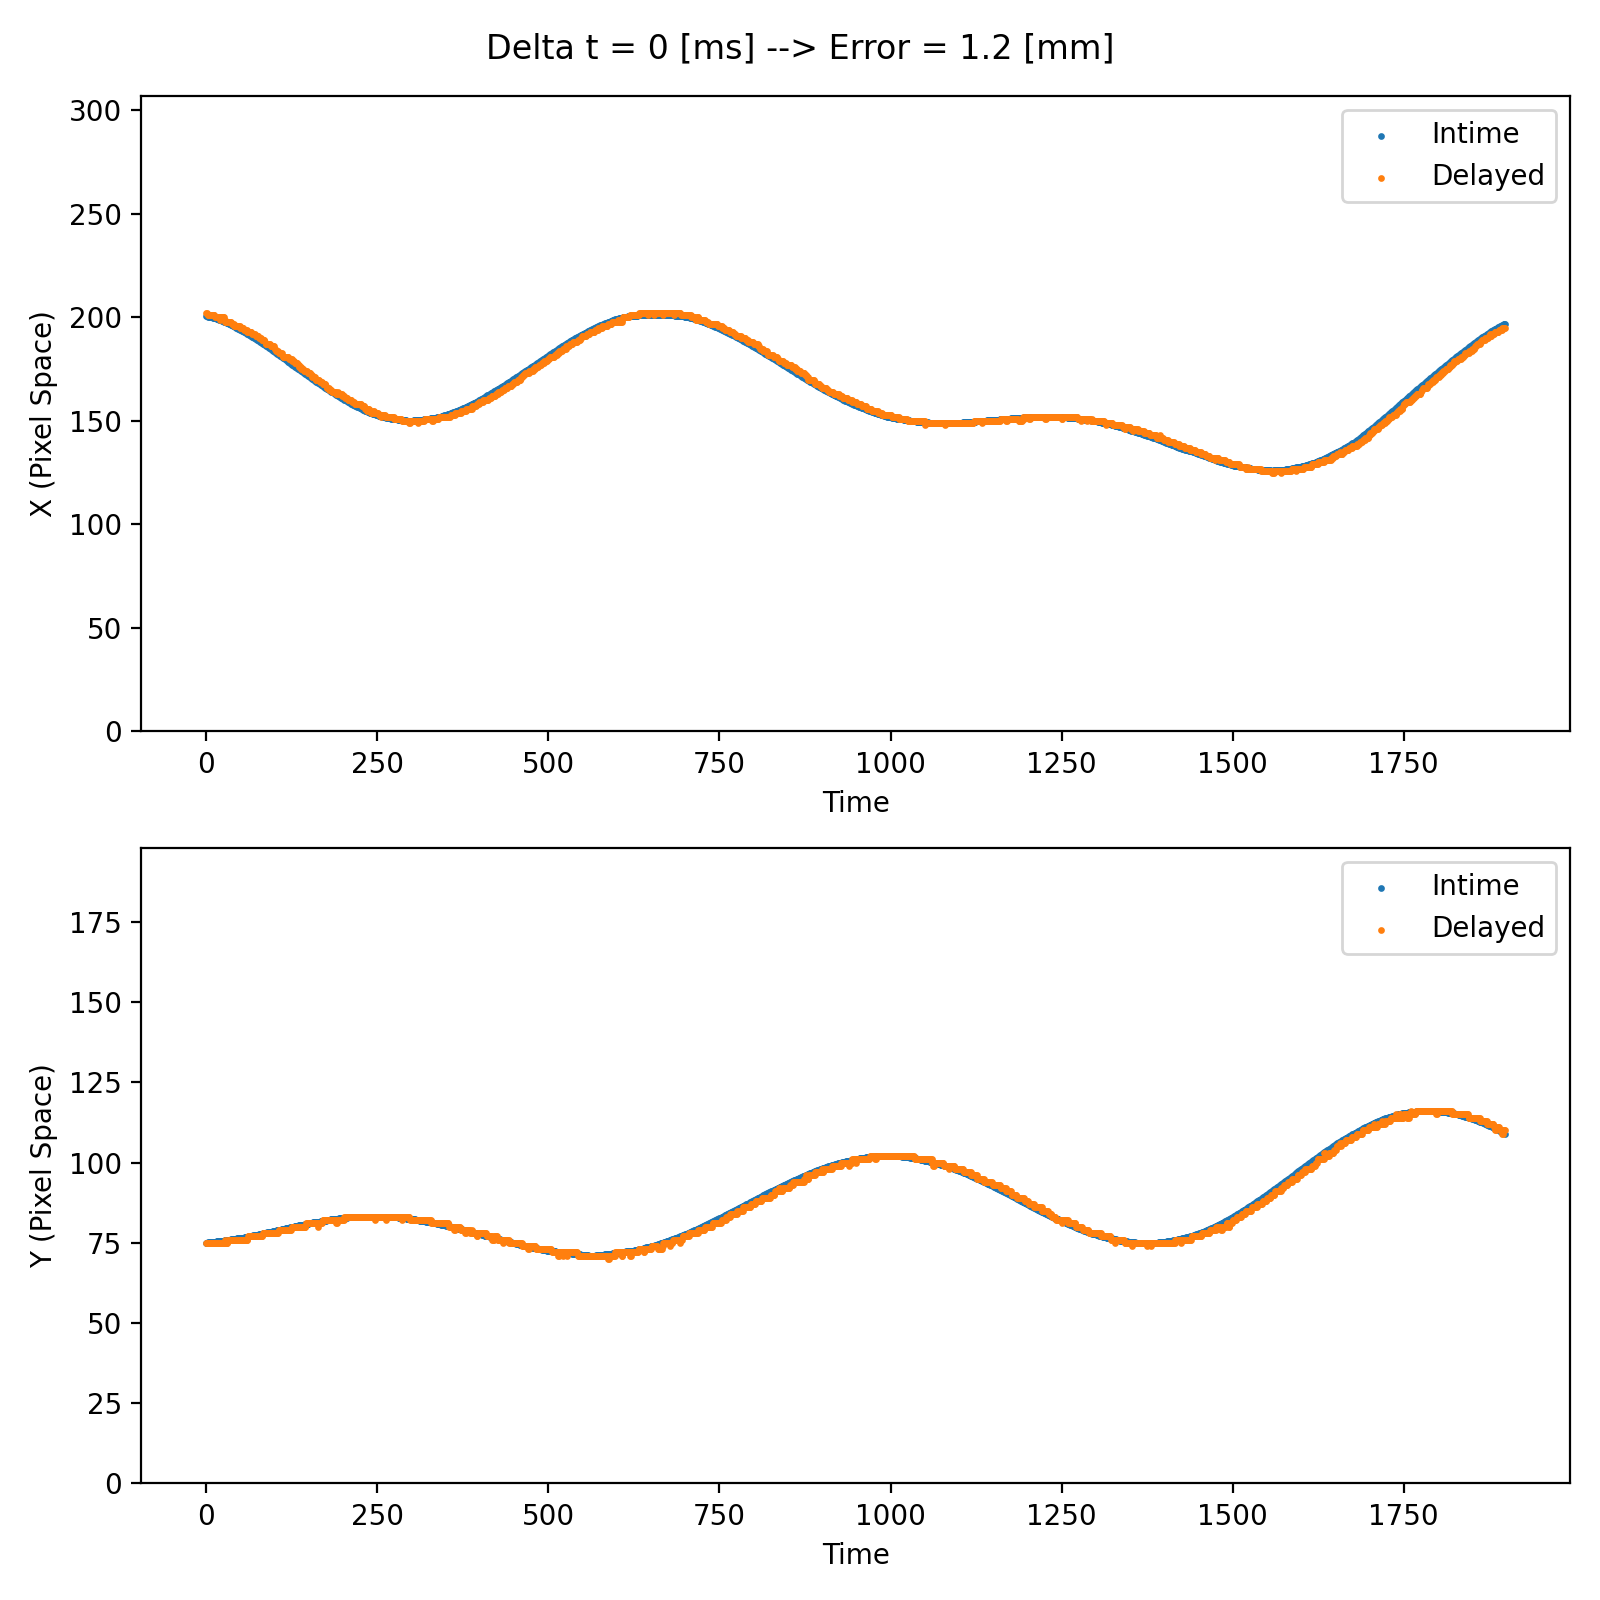 Delta t = 0 [ms] --> Error = 1.2 [mm]
300
250
200
150
100
50
0
X (Pixel Space)
Intime
Delayed
0 250 500 750 1000 1250 1500 1750
Time
175
150
125
100
75
50
25
0
Y (Pixel Space)
Intime
Delayed
0 250 500 750 1000 1250 1500 1750
Time